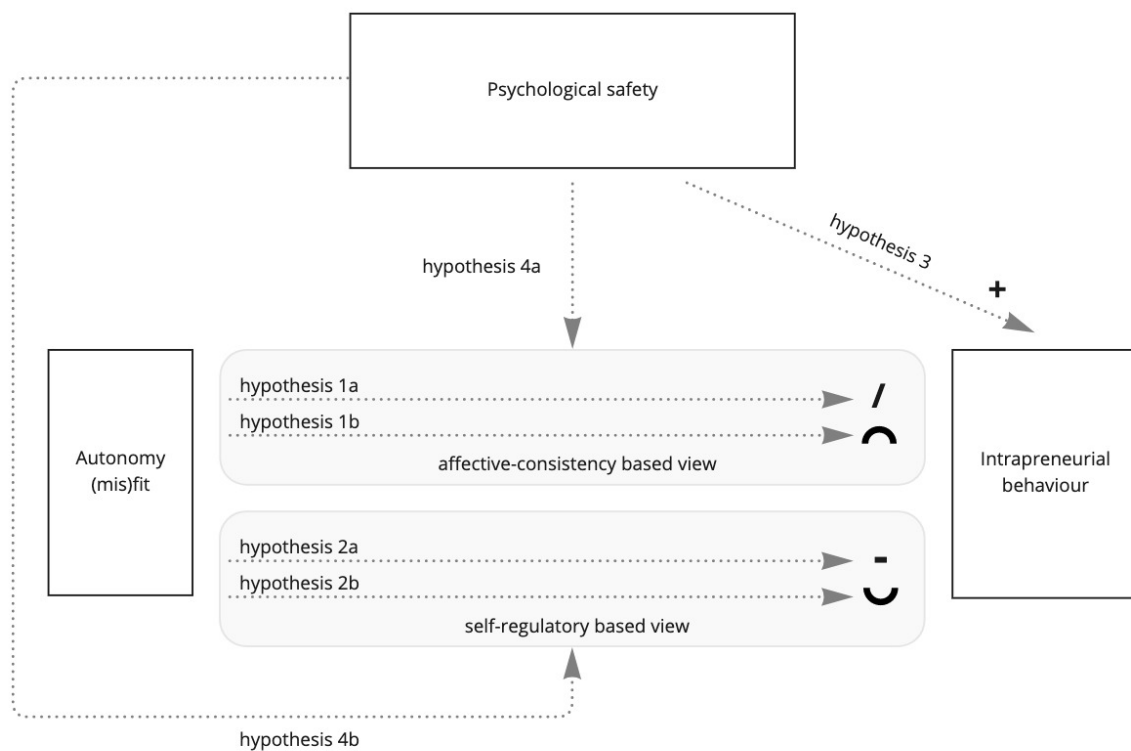 Psychological safety
hypothesis 3
hypothesis 4a
+
hypothesis 1a
/
hypothesis 1b
affective-consistency based view
Autonomy
(mis)fit
Intrapreneurial
behaviour
hypothesis 2a
-
hypothesis 2b
self-regulatory based view
hypothesis 4b